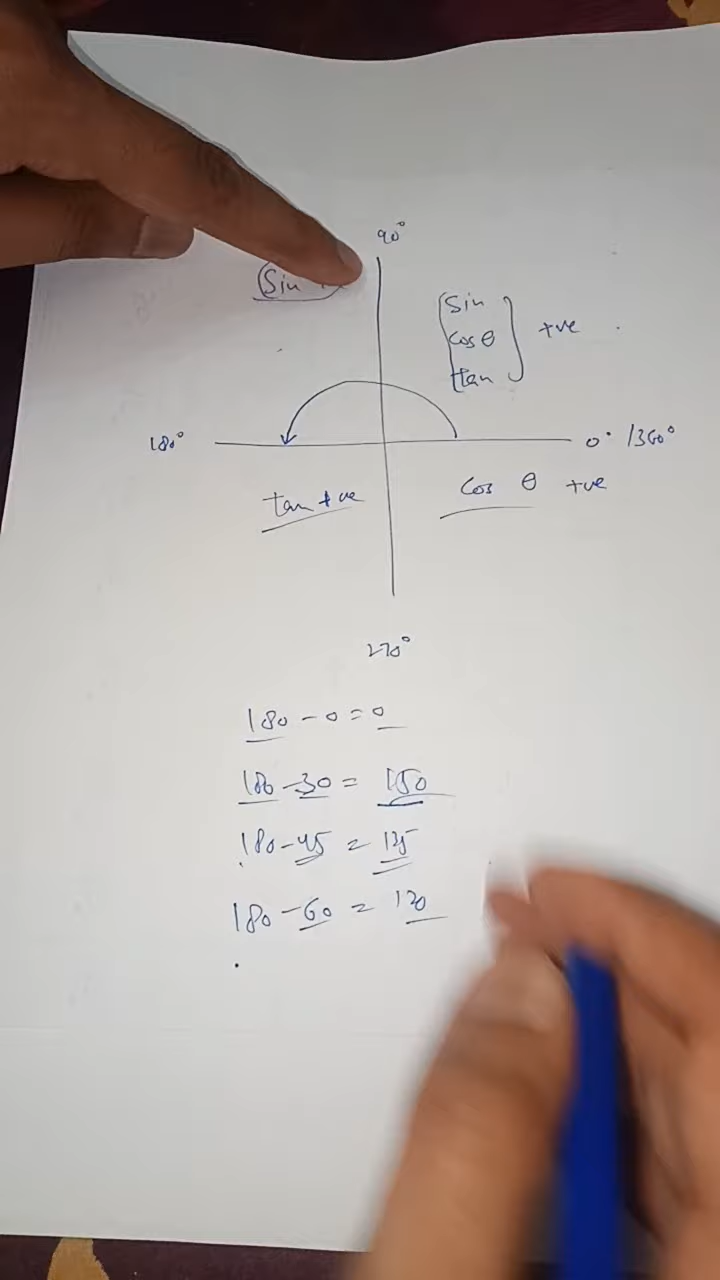 90°
(Sin
Sin
Cos θ +ve
tan
180° 0° /360°
tan +ve Cos θ +ve
270°
180 - 0 = 0
180 - 30 = 150
180 - 45 = 135
180 - 60 = 120